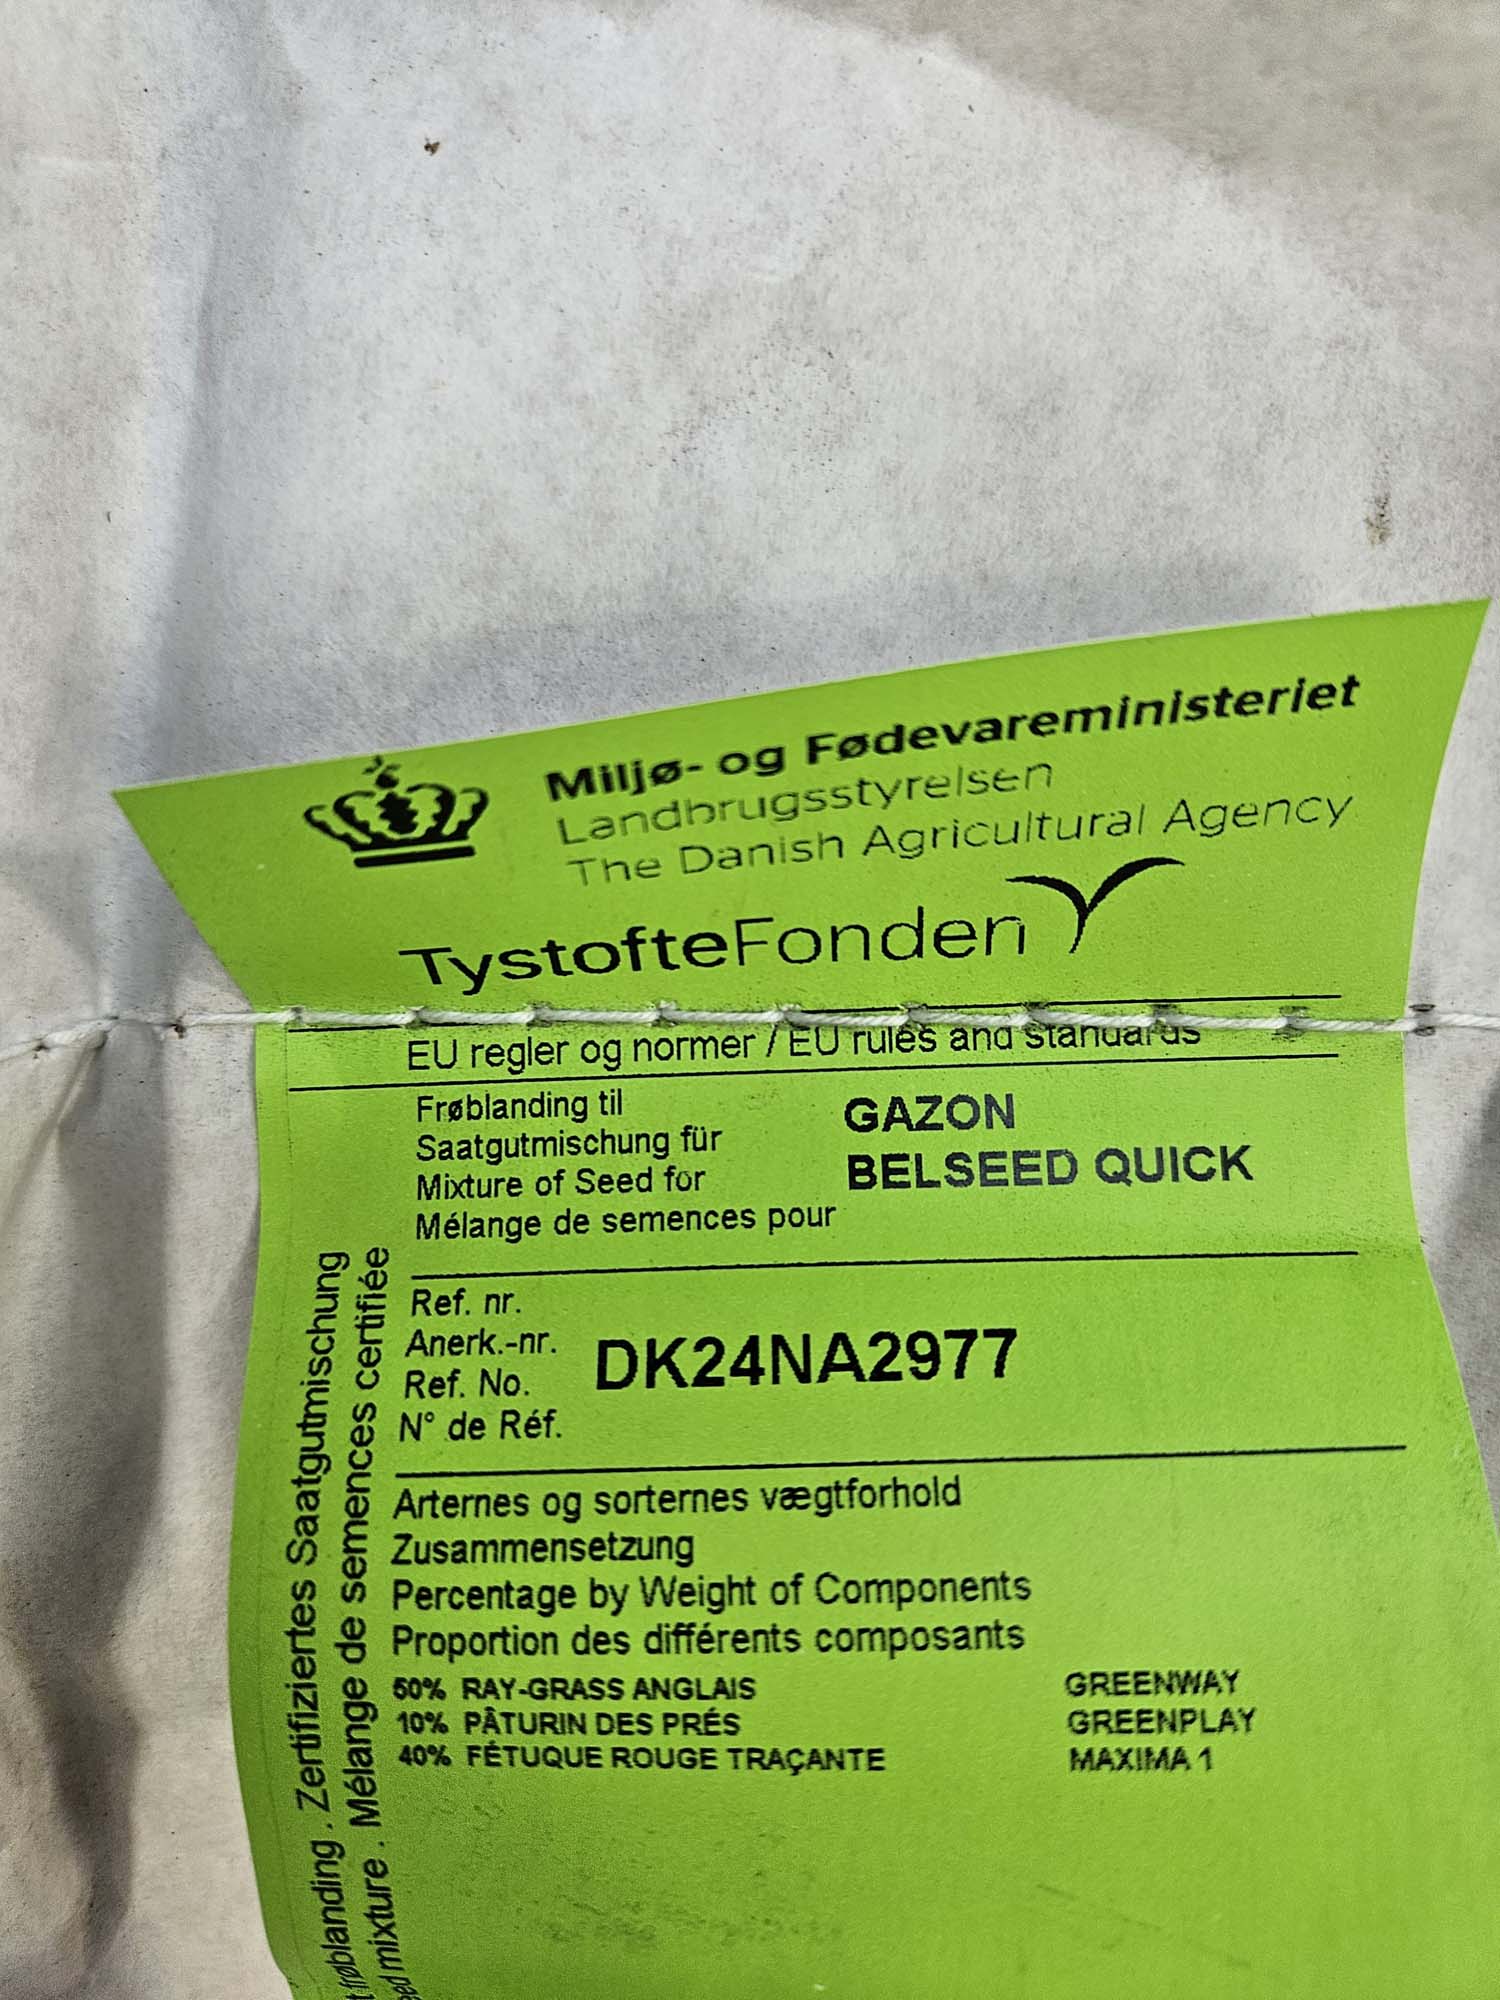 Miljø- og Fødevareministeriet
Landbrugsstyrelsen
The Danish Agricultural Agency
TystofteFonden
EU regler og normer / EU rules and standards
Frøblanding til
Saatgutmischung für
Mixture of Seed for
Mélange de semences pour
GAZON
BELSEED QUICK
Ref. nr.
Anerk.-nr.
Ref. No.
N° de Réf.
DK24NA2977
Arternes og sorternes vægtforhold
Zusammensetzung
Percentage by Weight of Components
Proportion des différents composants
50% RAY-GRASS ANGLAIS GREENWAY
10% PÂTURIN DES PRÉS GREENPLAY
40% FÉTUQUE ROUGE TRAÇANTE MAXIMA 1
frøblanding . Zertifiziertes Saatgutmischung
mixture . Mélange de semences certifiée